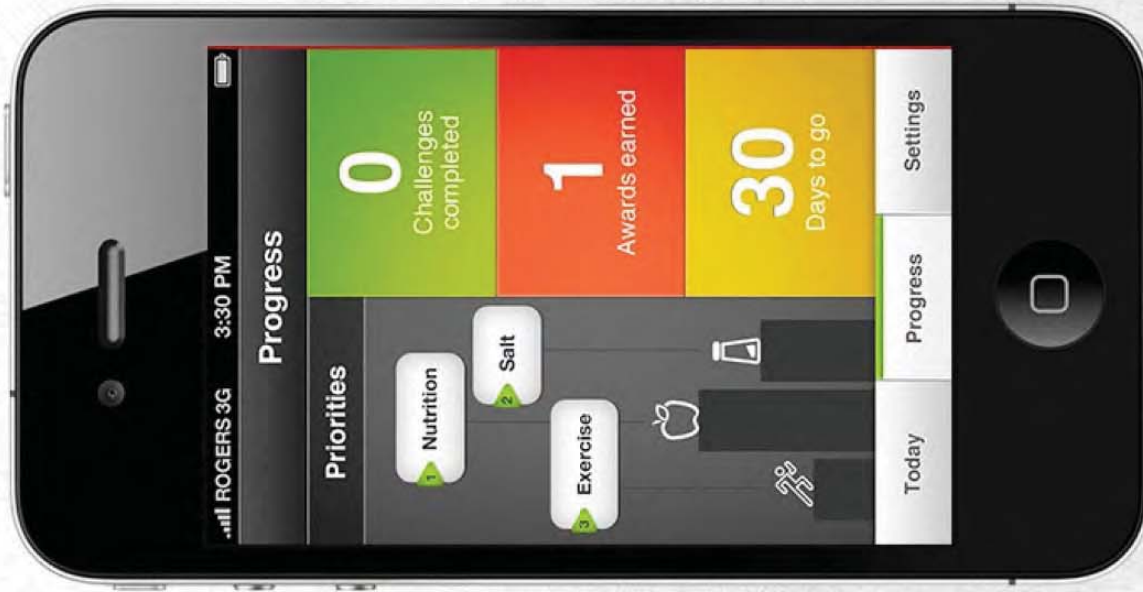 ROGERS 3G 3:30 PM
Progress
Priorities
1 Nutrition
2 Salt
3 Exercise
0
Challenges
completed
1
Awards earned
30
Days to go
Today Progress Settings